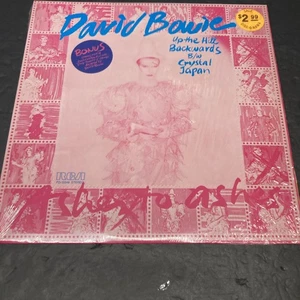 David Bowie
$2.99
BONUS
Up the Hill
Backwards
B/W
Crystal
Japan
RCA
Ashes to ashes